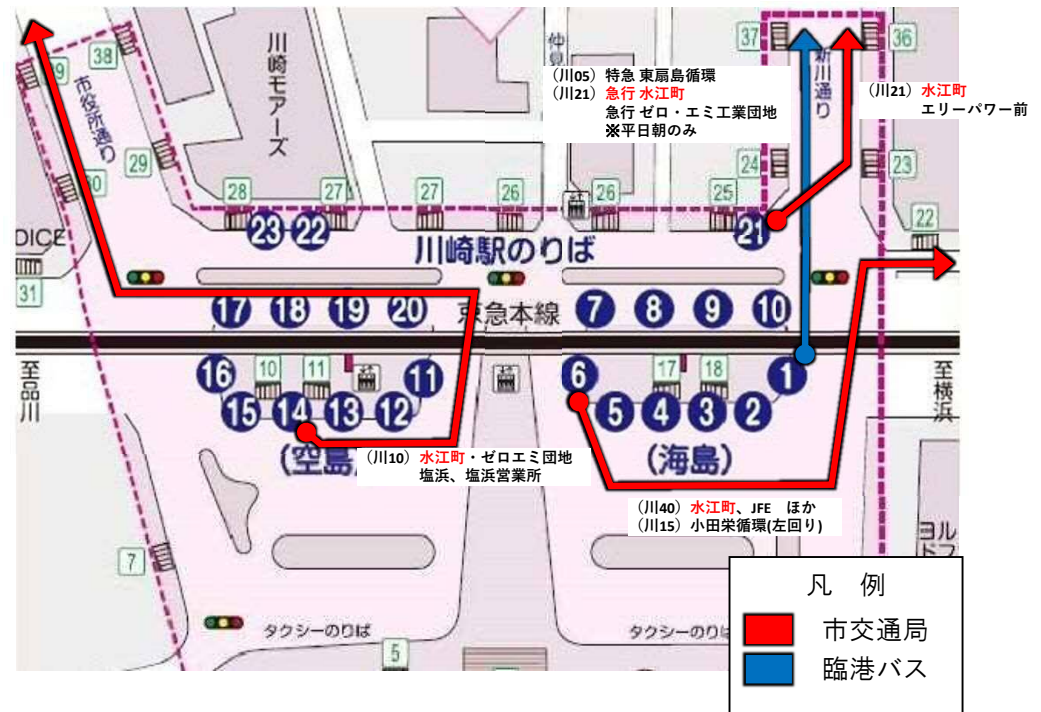 38
37
36
川崎モアーズ
仲見
新川通り
(川05) 特急 東扇島循環
(川21) 急行 水江町
急行 ゼロ・エミ工業団地
※平日朝のみ
(川21) 水江町
エリーパワー前
39
市役所通り
29
24
23
30
28
27
27
26
26
25
22
23
22
21
DICE
川崎駅のりば
31
17
18
19
20
京急本線
7
8
9
10
至品川
16
10
11
11
6
17
18
1
至横浜
15
14
13
12
5
4
3
2
(空島)
(海島)
(川10) 水江町・ゼロエミ団地
塩浜、塩浜営業所
(川40) 水江町、JFE ほか
(川15) 小田栄循環(左回り)
ヨル
ドフ
7
凡 例
市交通局
臨港バス
タクシーのりば
タクシーのり
5